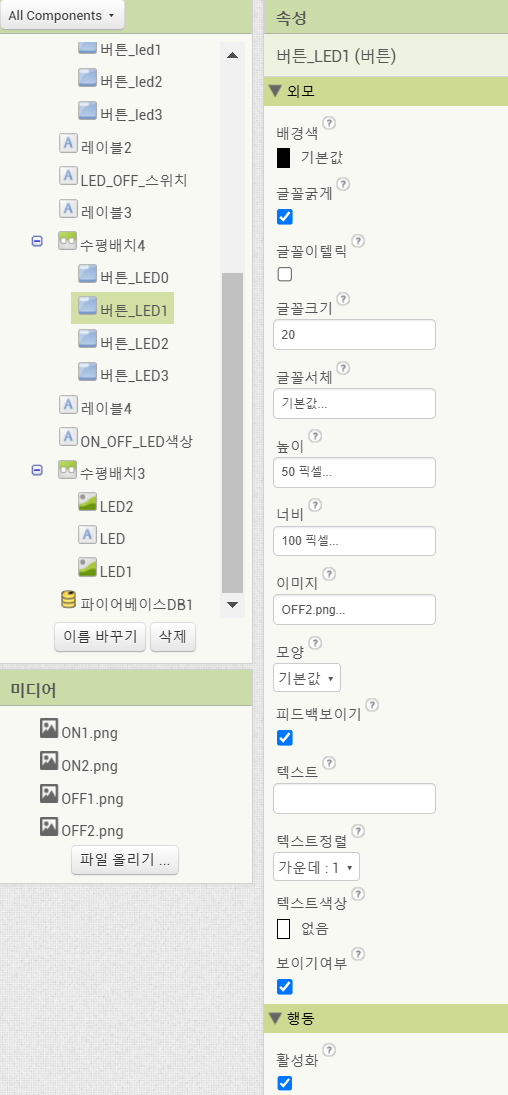 All Components
버튼_led1
버튼_led2
버튼_led3
레이블2
LED_OFF_스위치
레이블3
수평배치4
버튼_LED0
버튼_LED1
버튼_LED2
버튼_LED3
레이블4
ON_OFF_LED색상
수평배치3
LED2
LED
LED1
파이어베이스DB1
이름 바꾸기
삭제
미디어
ON1.png
ON2.png
OFF1.png
OFF2.png
파일 올리기 ...
속성
버튼_LED1 (버튼)
외모
배경색
기본값
글꼴굵게
글꼴이텔릭
글꼴크기
20
글꼴서체
기본값...
높이
50 픽셀...
너비
100 픽셀...
이미지
OFF2.png...
모양
기본값
피드백보이기
텍스트
텍스트정렬
가운데 : 1
텍스트색상
없음
보이기여부
행동
활성화